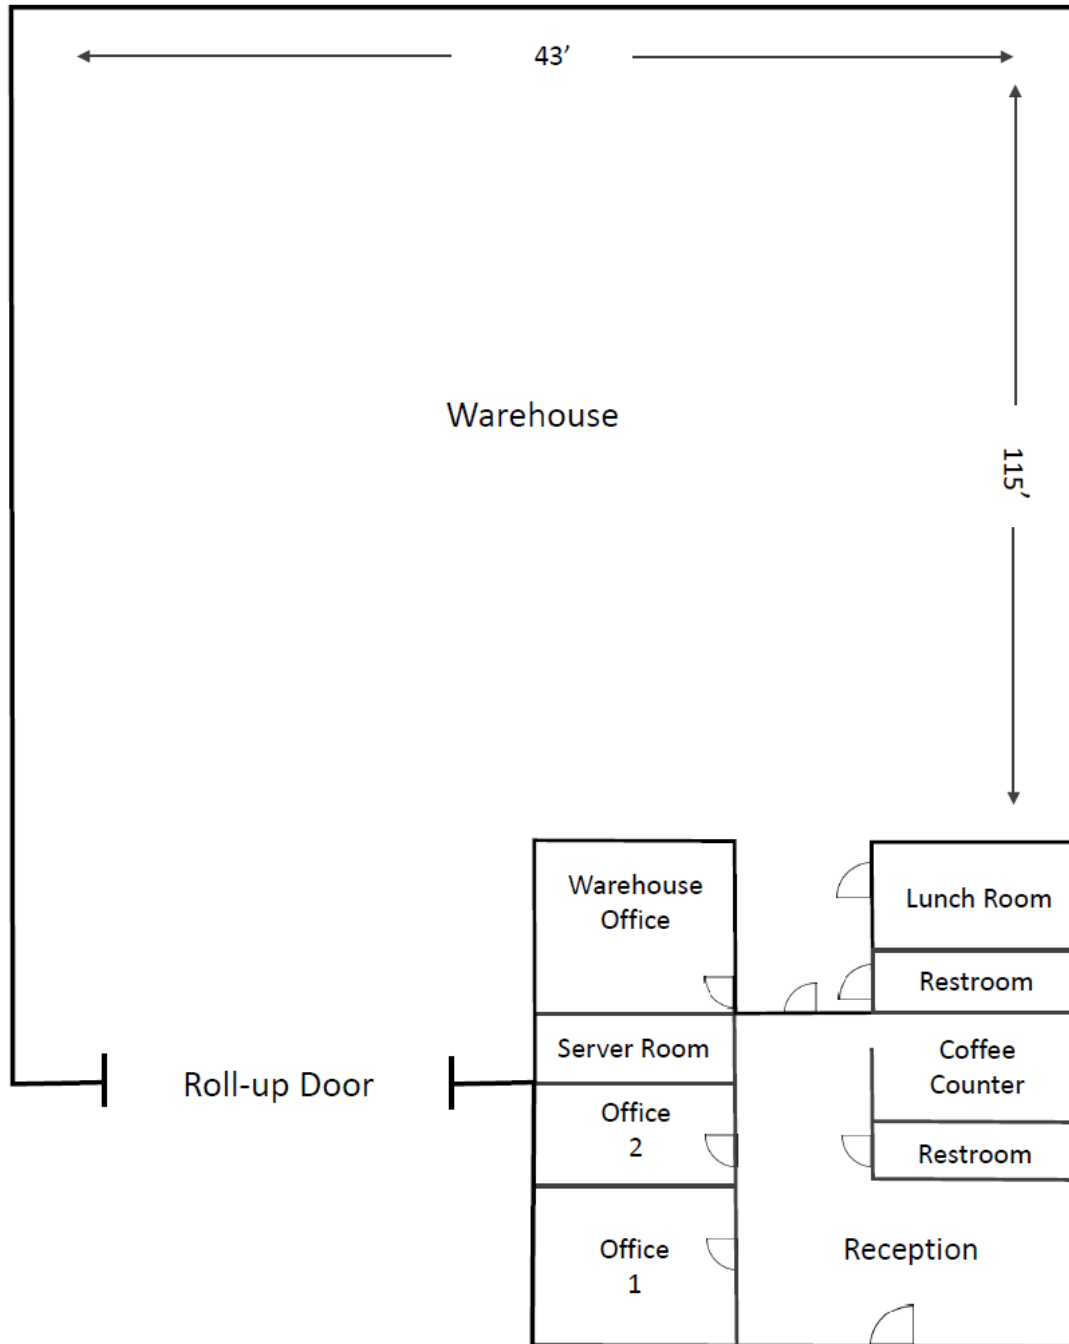 43’
Warehouse
115’
Warehouse
Office
Lunch Room
Restroom
Server Room
Coffee
Counter
Roll-up Door
Office
2
Restroom
Office
1
Reception